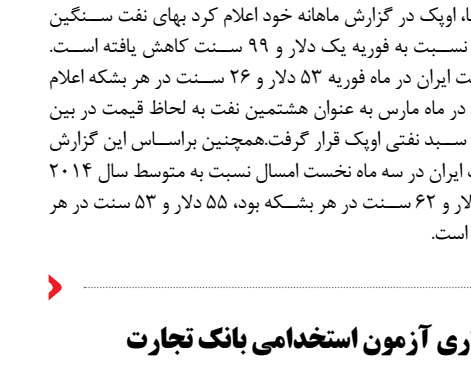 اوپک در گزارش ماهانه خود اعلام کرد بهای نفت سنگین
نسبت به فوریه یک دلار و ۹۹ سنت کاهش یافته است.
ایران در ماه فوریه ۵۳ دلار و ۲۶ سنت در هر بشکه اعلام
در ماه مارس به عنوان هشتمین نفت به لحاظ قیمت در بین
سبد نفتی اوپک قرار گرفت.همچنین براساس این گزارش
ایران در سه ماه نخست امسال نسبت به متوسط سال ۲۰۱۴
و ۶۲ سنت در هر بشکه بود، ۵۵ دلار و ۵۳ سنت در هر
است.
آزمون استخدامی بانک تجارت